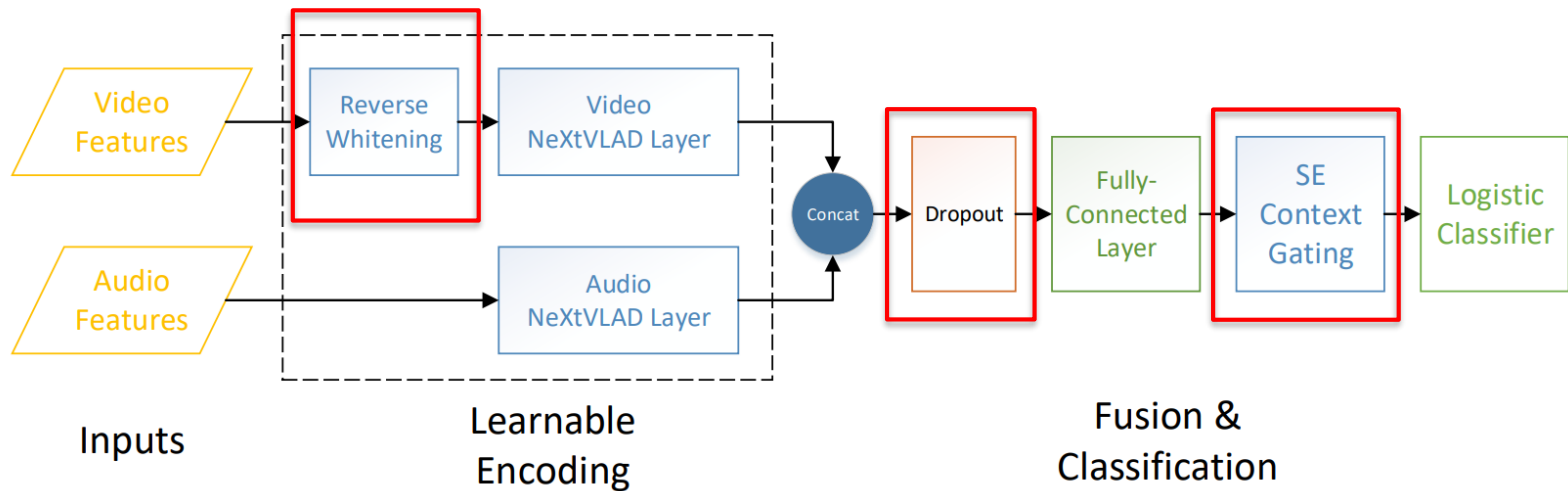 Video
Features
Reverse
Whitening
Video
NeXtVLAD Layer
Audio
Features
Audio
NeXtVLAD Layer
Concat
Dropout
Fully-
Connected
Layer
SE
Context
Gating
Logistic
Classifier
Inputs
Learnable
Encoding
Fusion &
Classification